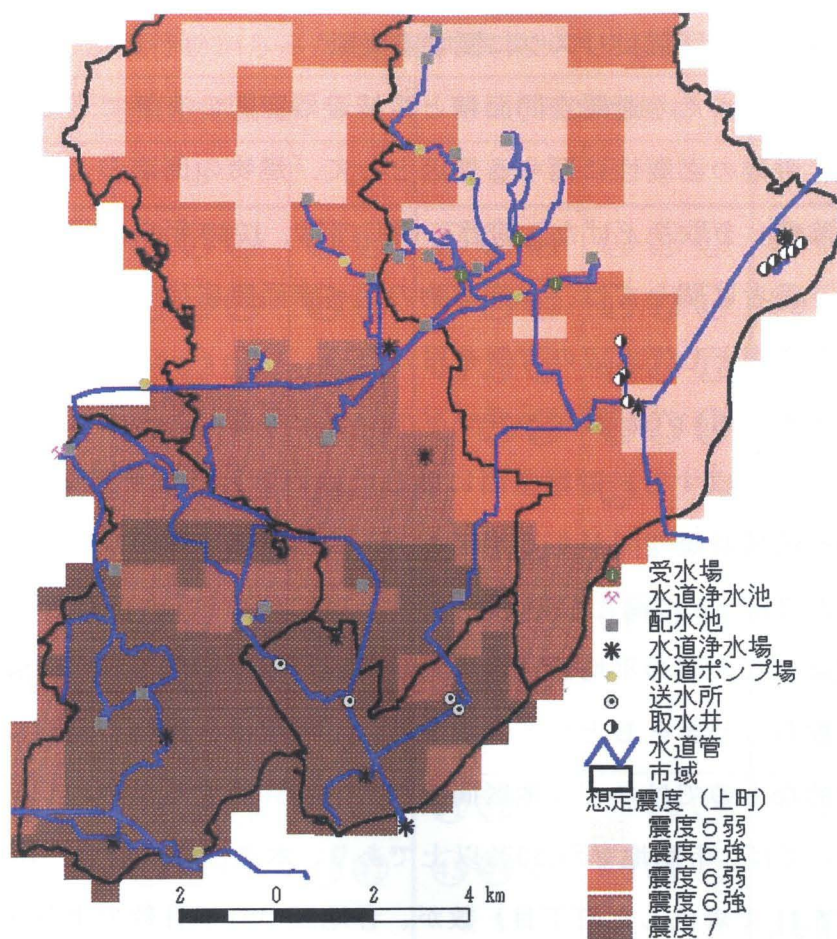 受水場
水道浄水池
配水池
水道浄水場
水道ポンプ場
送水所
取水井
水道管
市域
想定震度(上町)
震度5弱
震度5強
震度6弱
震度6強
震度7
2 0 2 4 km